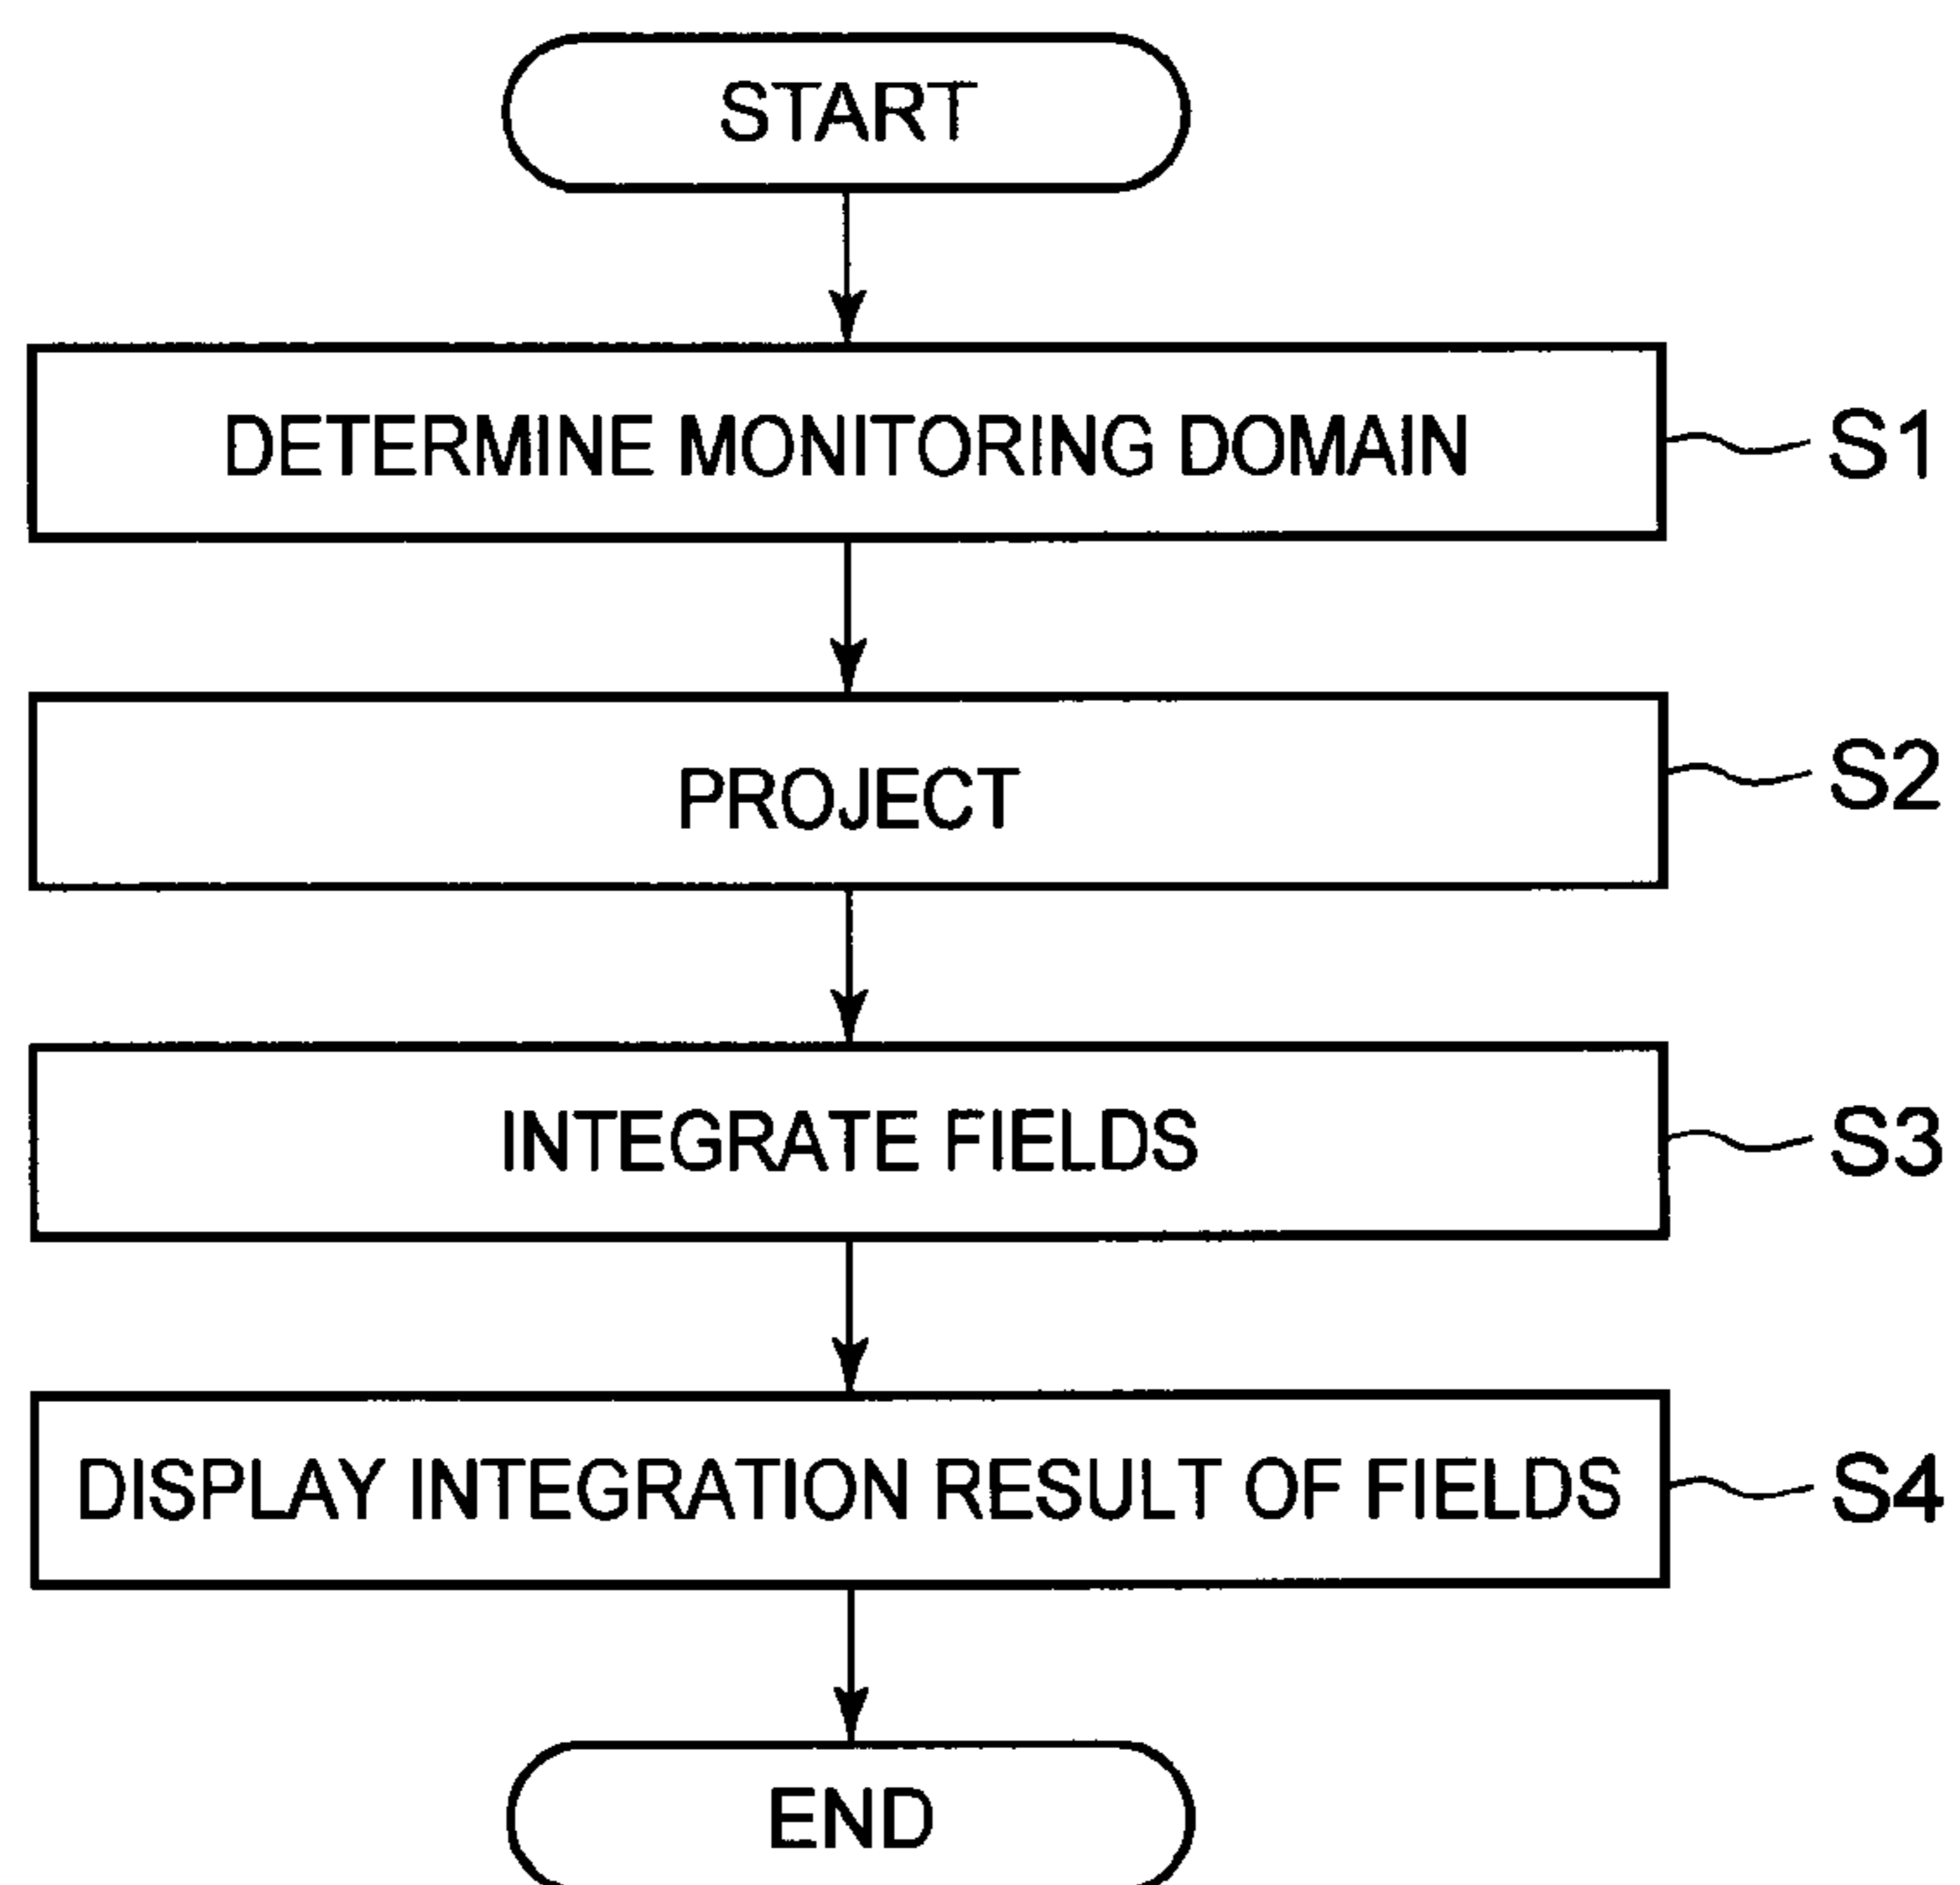 START
DETERMINE MONITORING DOMAIN
S1
PROJECT
S2
INTEGRATE FIELDS
S3
DISPLAY INTEGRATION RESULT OF FIELDS
S4
END